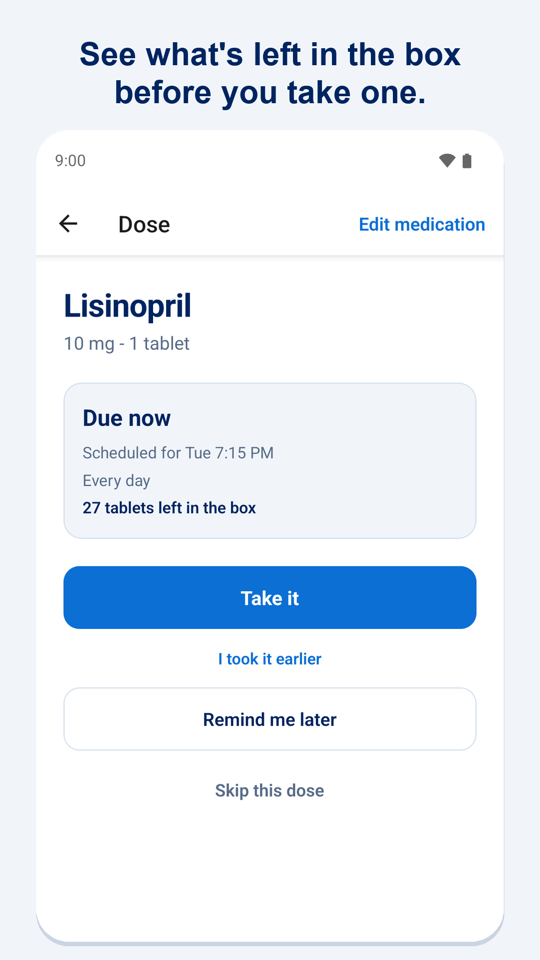 See what's left in the box
before you take one.
9:00
Dose
Edit medication
Lisinopril
10 mg - 1 tablet
Due now
Scheduled for Tue 7:15 PM
Every day
27 tablets left in the box
Take it
I took it earlier
Remind me later
Skip this dose